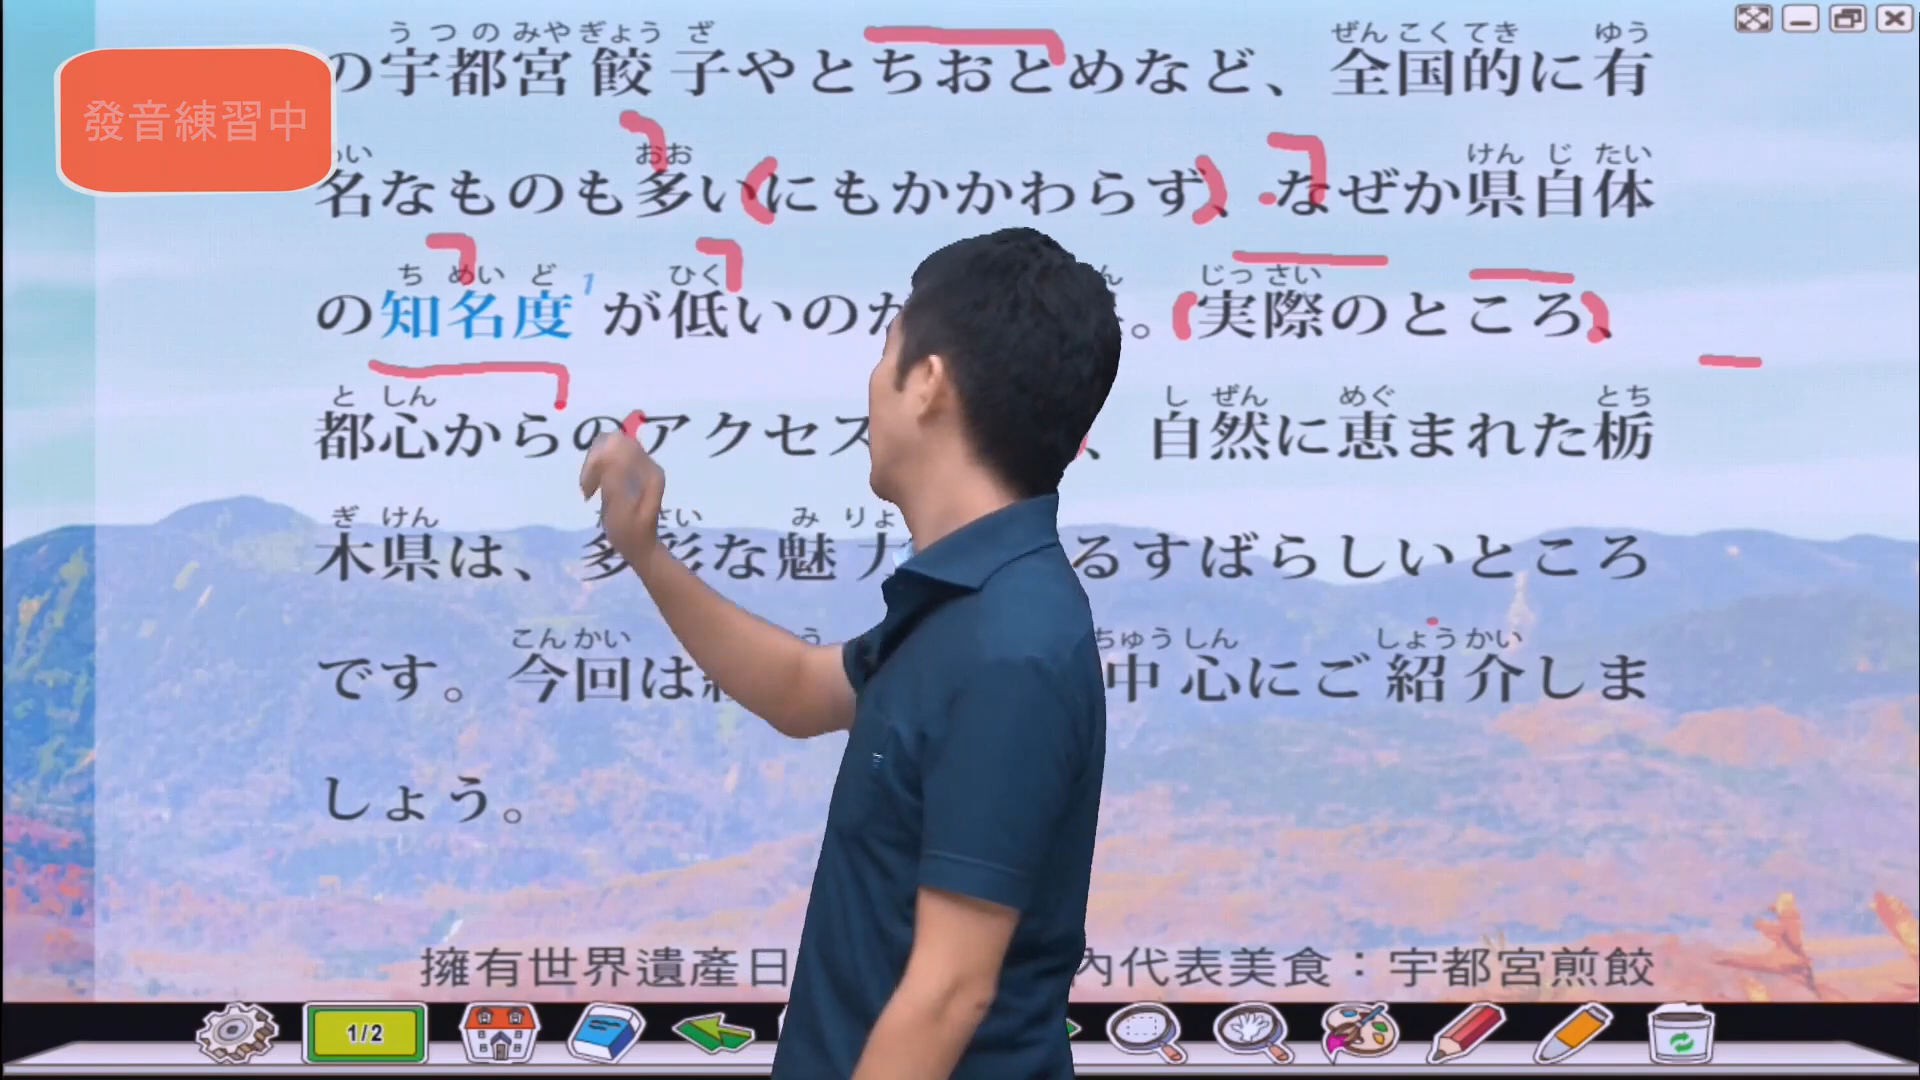 うつのみやぎょうざ ぜんこくてき ゆう
の宇都宮餃子やとちおとめなど、全国的に有
發音練習中
めい おお けんじたい
名なものも多いにもかかわらず、なぜか県自体
ちめいど ひく じっさい
の知名度1が低いのか 。実際のところ、
としん しぜん めぐ とち
都心からのアクセス 、自然に恵まれた栃
ぎけん さい みりょ
木県は、多彩な魅力 るすばらしいところ
こんかい ちゅうしん しょうかい
です。今回は 中心にご紹介しま
しょう。
擁有世界遺產日 內代表美食：宇都宮煎餃
1/2